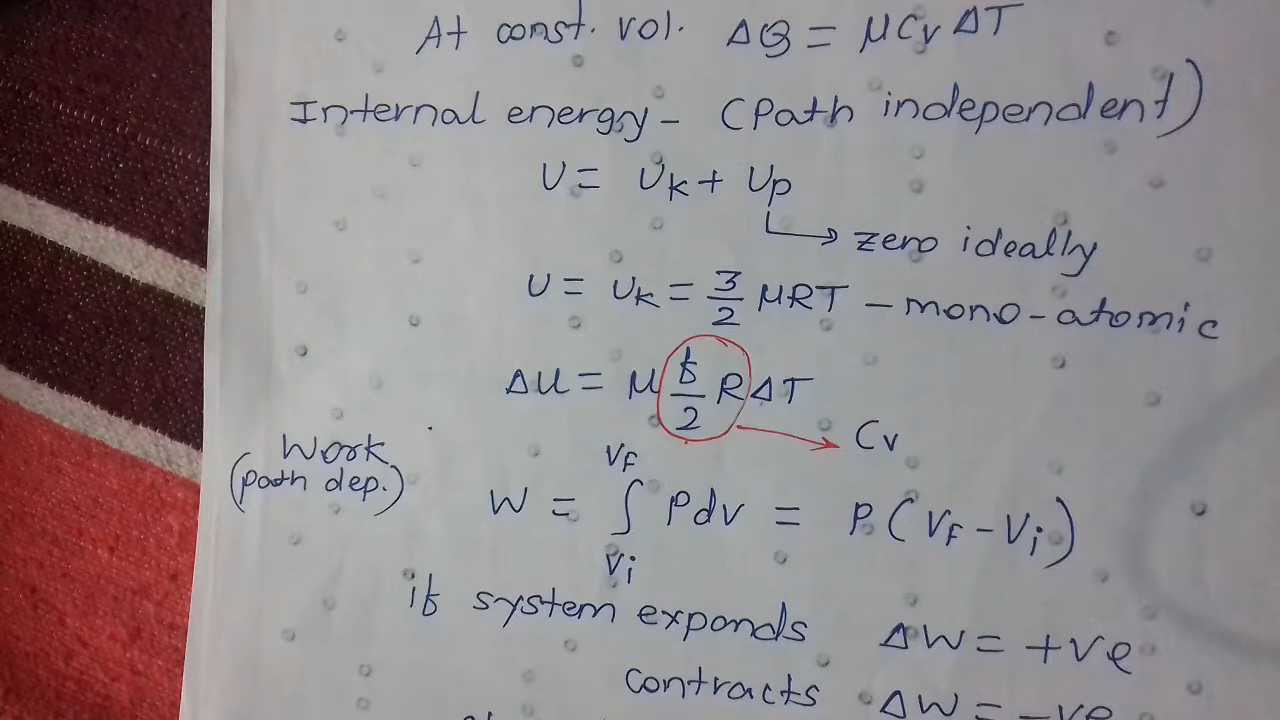 At const. vol. ΔQ = μCvΔT
Internal energy - (Path independent)
U = Uk + Up
→ zero ideally
U = Uk = 3/2 μRT - mono-atomic
ΔU = μ f/2 R ΔT
→ Cv
Work
(path dep.)
W = ∫ Vi VF Pdv = P(VF - Vi)
if system expands ΔW = +ve
contracts ΔW = -ve